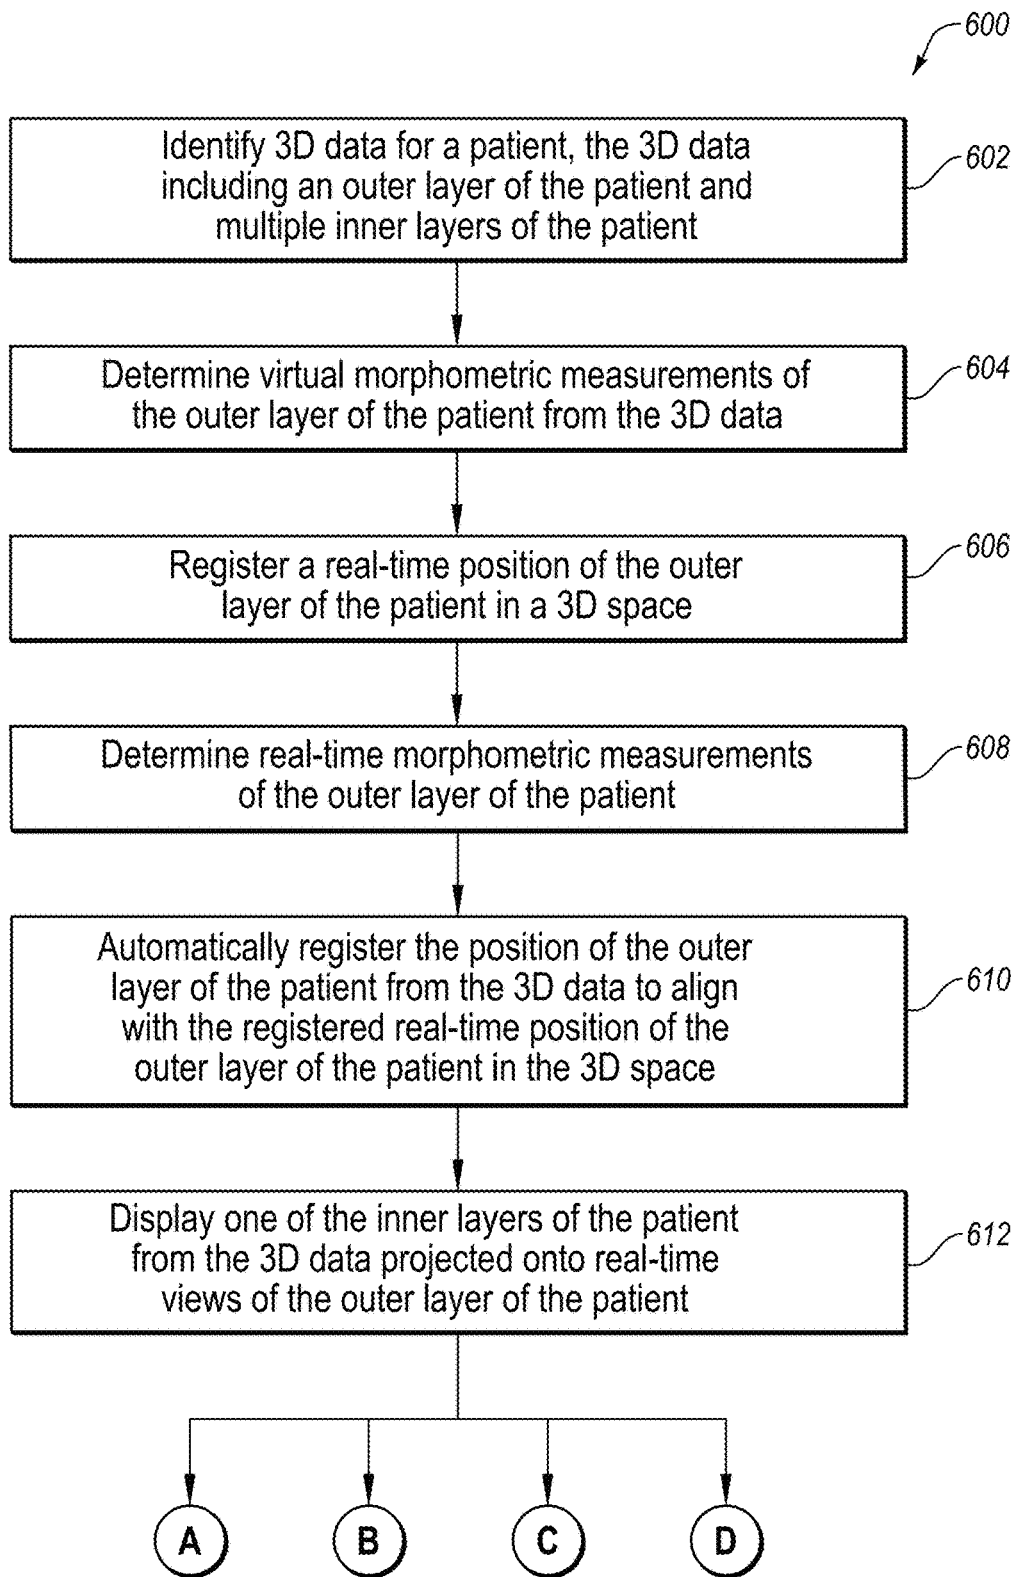 600
Identify 3D data for a patient, the 3D data
including an outer layer of the patient and
multiple inner layers of the patient
602
Determine virtual morphometric measurements of
the outer layer of the patient from the 3D data
604
Register a real-time position of the outer
layer of the patient in a 3D space
606
Determine real-time morphometric measurements
of the outer layer of the patient
608
Automatically register the position of the outer
layer of the patient from the 3D data to align
with the registered real-time position of the
outer layer of the patient in the 3D space
610
Display one of the inner layers of the patient
from the 3D data projected onto real-time
views of the outer layer of the patient
612
A B C D